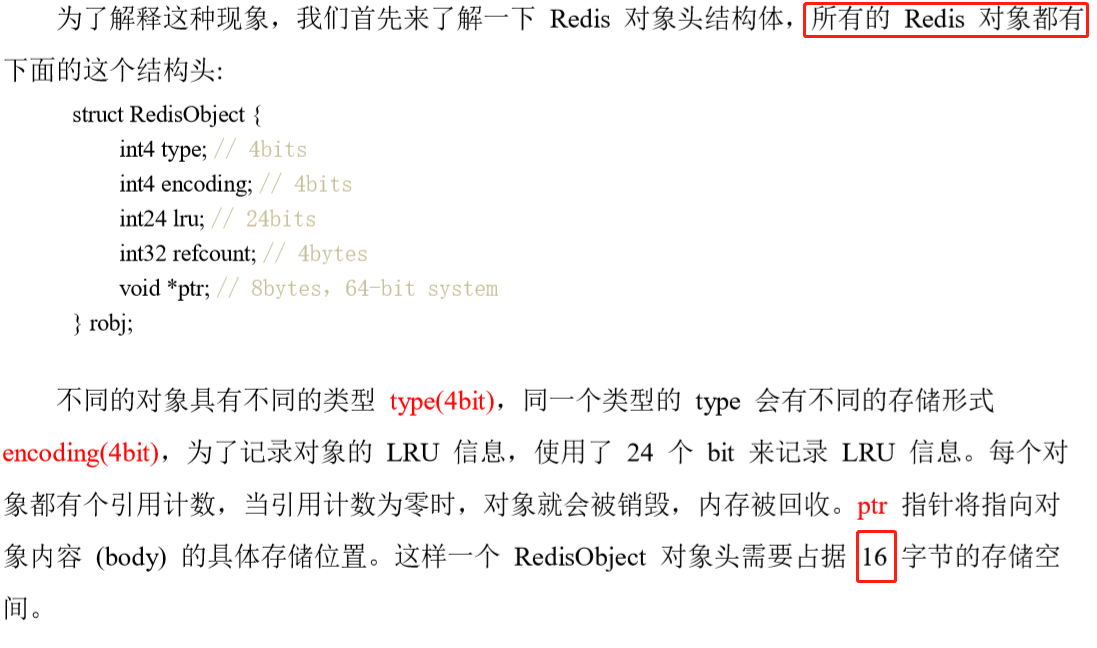 为了解释这种现象，我们首先来了解一下 Redis 对象头结构体，所有的 Redis 对象都有
下面的这个结构头:
struct RedisObject {
int4 type; // 4bits
int4 encoding; // 4bits
int24 lru; // 24bits
int32 refcount; // 4bytes
void *ptr; // 8bytes，64-bit system
} robj;
不同的对象具有不同的类型 type(4bit)，同一个类型的 type 会有不同的存储形式
encoding(4bit)，为了记录对象的 LRU 信息，使用了 24 个 bit 来记录 LRU 信息。每个对
象都有个引用计数，当引用计数为零时，对象就会被销毁，内存被回收。ptr 指针将指向对
象内容 (body) 的具体存储位置。这样一个 RedisObject 对象头需要占据 16 字节的存储空
间。